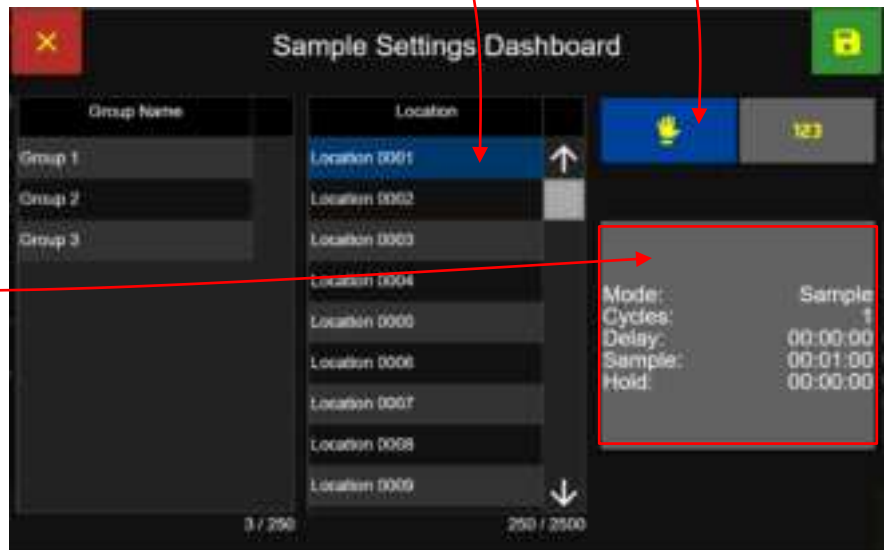 Sample Settings Dashboard
Group Name
Group 1
Group 2
Group 3
3 / 250
Location
Location 0001
Location 0002
Location 0003
Location 0004
Location 0005
Location 0006
Location 0007
Location 0008
Location 0009
250 / 2500
123
Mode: Sample
Cycles: 1
Delay: 00:00:00
Sample: 00:01:00
Hold: 00:00:00